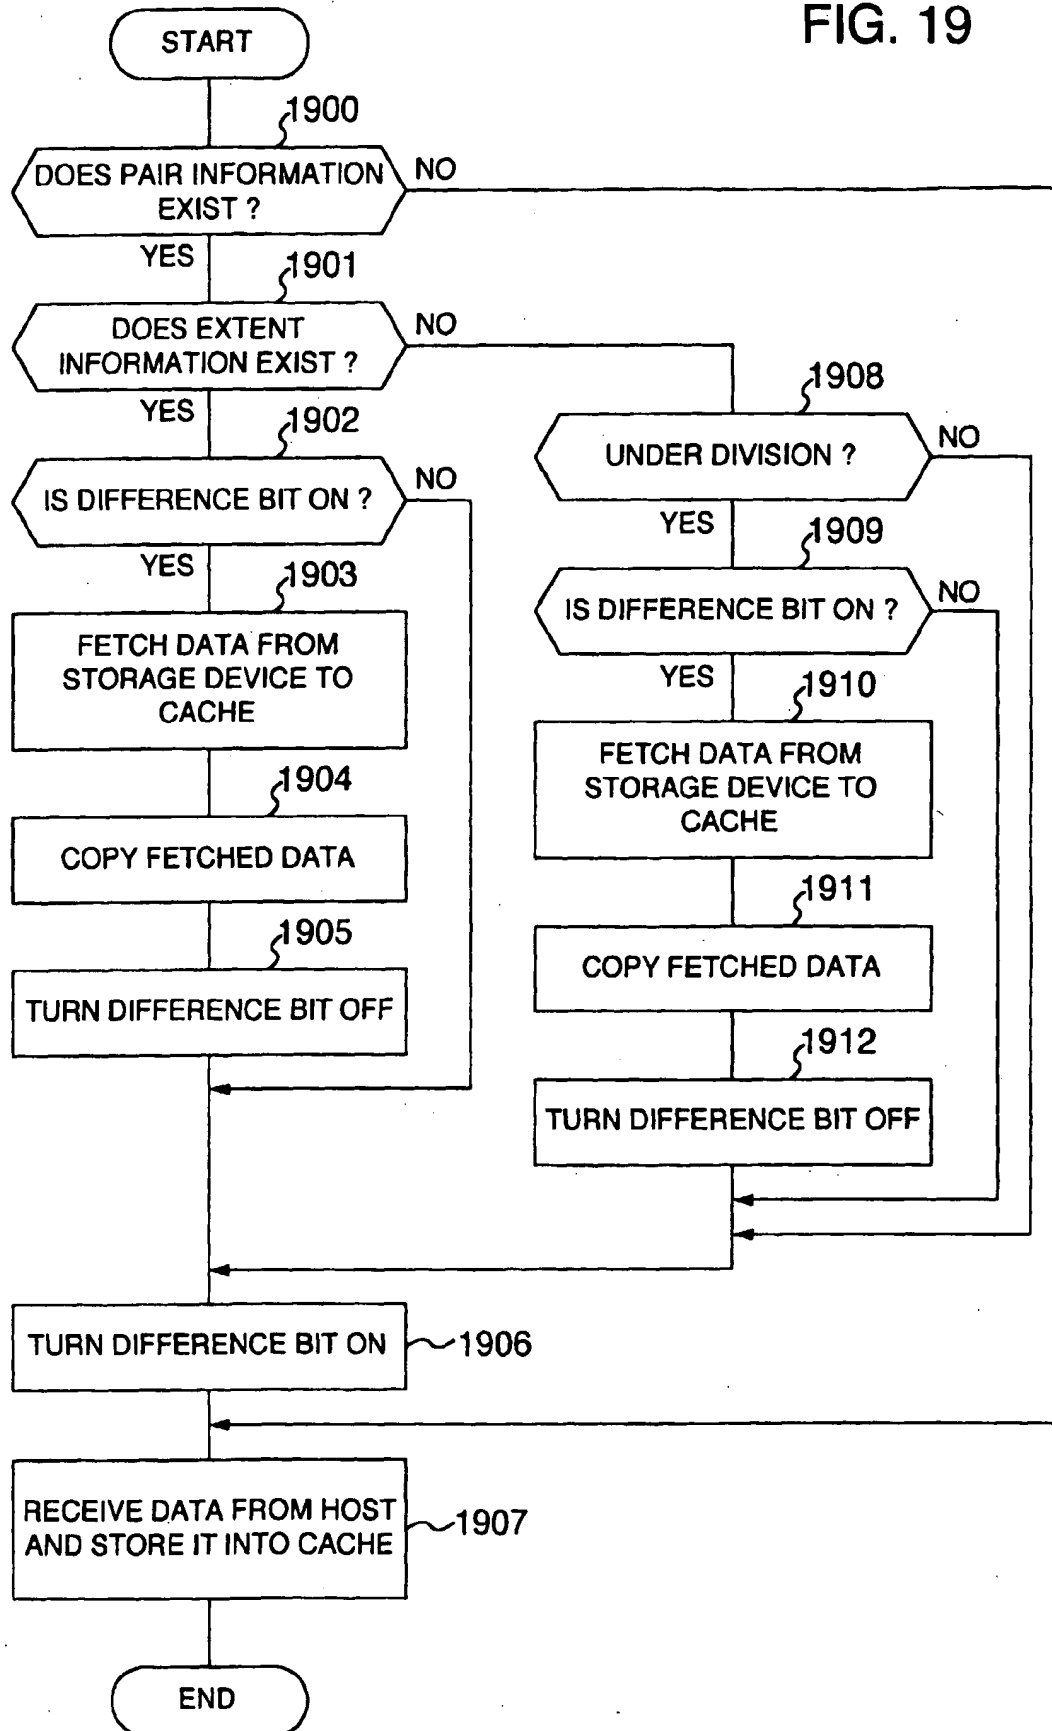 FIG. 19
START
1900
DOES PAIR INFORMATION
EXIST ?
NO
YES
1901
DOES EXTENT
INFORMATION EXIST ?
NO
YES
1902
IS DIFFERENCE BIT ON ?
NO
YES
1903
FETCH DATA FROM
STORAGE DEVICE TO
CACHE
1904
COPY FETCHED DATA
1905
TURN DIFFERENCE BIT OFF
1908
UNDER DIVISION ?
NO
YES
1909
IS DIFFERENCE BIT ON ?
NO
YES
1910
FETCH DATA FROM
STORAGE DEVICE TO
CACHE
1911
COPY FETCHED DATA
1912
TURN DIFFERENCE BIT OFF
TURN DIFFERENCE BIT ON
1906
RECEIVE DATA FROM HOST
AND STORE IT INTO CACHE
1907
END